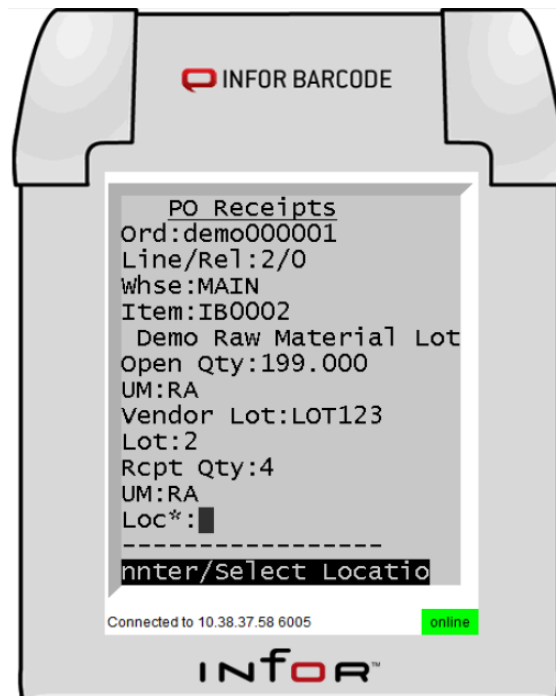 INFOR BARCODE
PO Receipts
Ord:demo000001
Line/Rel:2/0
Whse:MAIN
Item:IB0002
Demo Raw Material Lot
Open Qty:199.000
UM:RA
Vendor Lot:LOT123
Lot:2
Rcpt Qty:4
UM:RA
Loc*:
------------------
nnter/Select Locatio
Connected to 10.38.37.58 6005
online
infor™